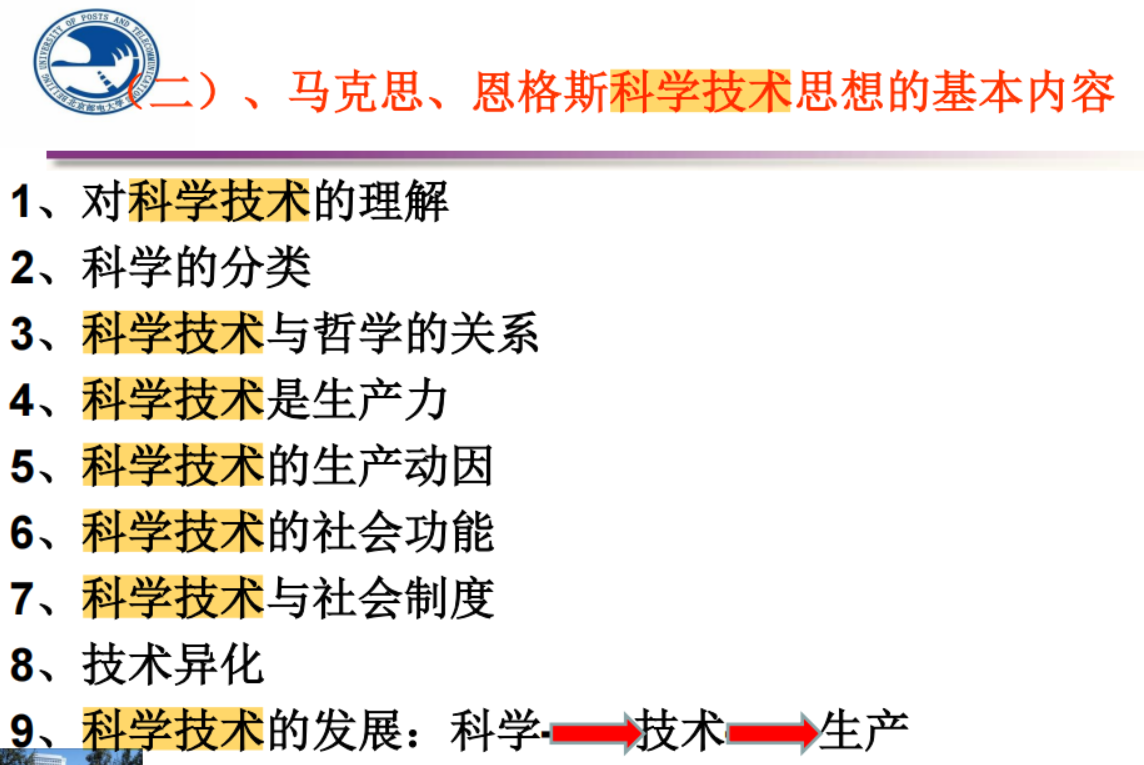 BEIJING UNIVERSITY OF POSTS AND TELECOMMUNICATIONS
北京邮电大学
（二）、马克思、恩格斯科学技术思想的基本内容
1、对科学技术的理解
2、科学的分类
3、科学技术与哲学的关系
4、科学技术是生产力
5、科学技术的生产动因
6、科学技术的社会功能
7、科学技术与社会制度
8、技术异化
9、科学技术的发展：科学 技术 生产